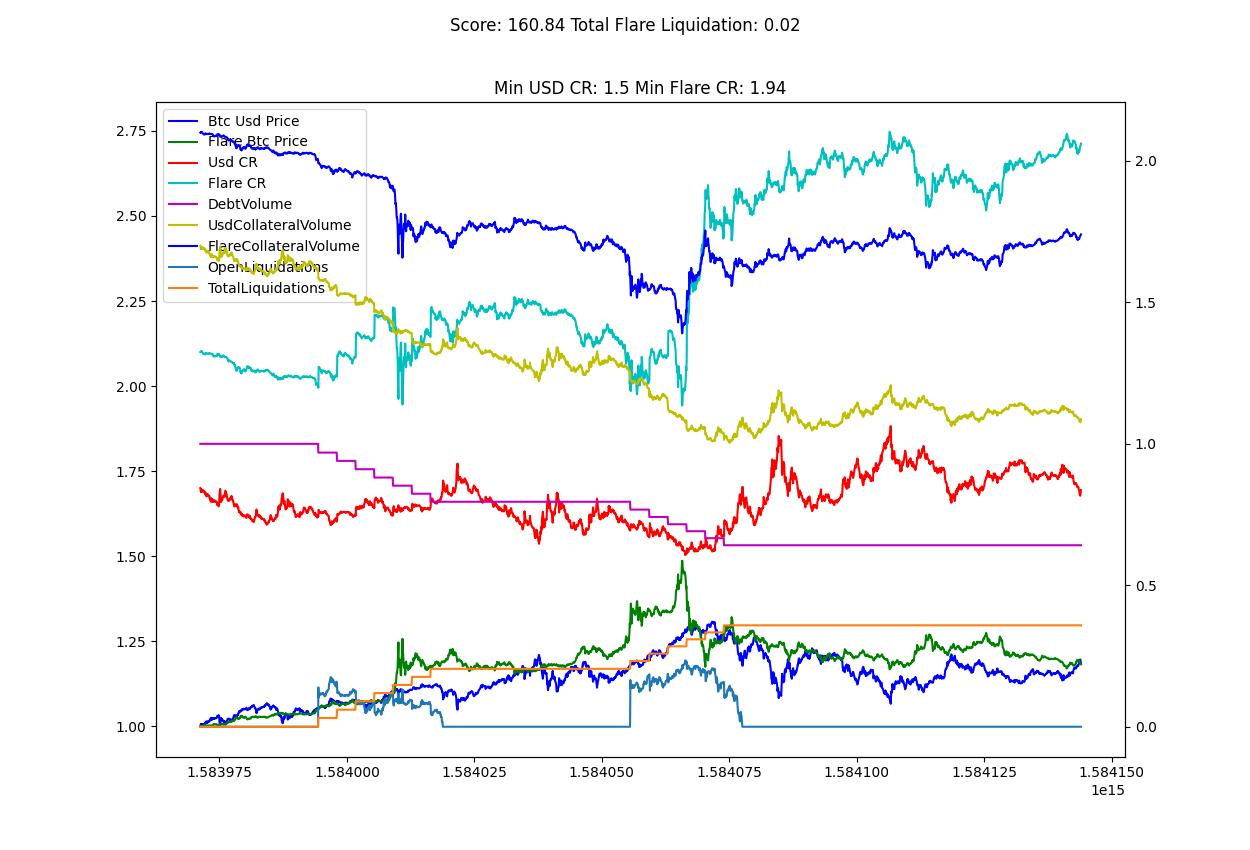 Score: 160.84 Total Flare Liquidation: 0.02
Min USD CR: 1.5 Min Flare CR: 1.94
Btc Usd Price
Flare Btc Price
Usd CR
Flare CR
DebtVolume
UsdCollateralVolume
FlareCollateralVolume
OpenLiquidations
TotalLiquidations
2.75
2.50
2.25
2.00
1.75
1.50
1.25
1.00
2.0
1.5
1.0
0.5
0.0
1.583975
1.584000
1.584025
1.584050
1.584075
1.584100
1.584125
1.584150
1e15